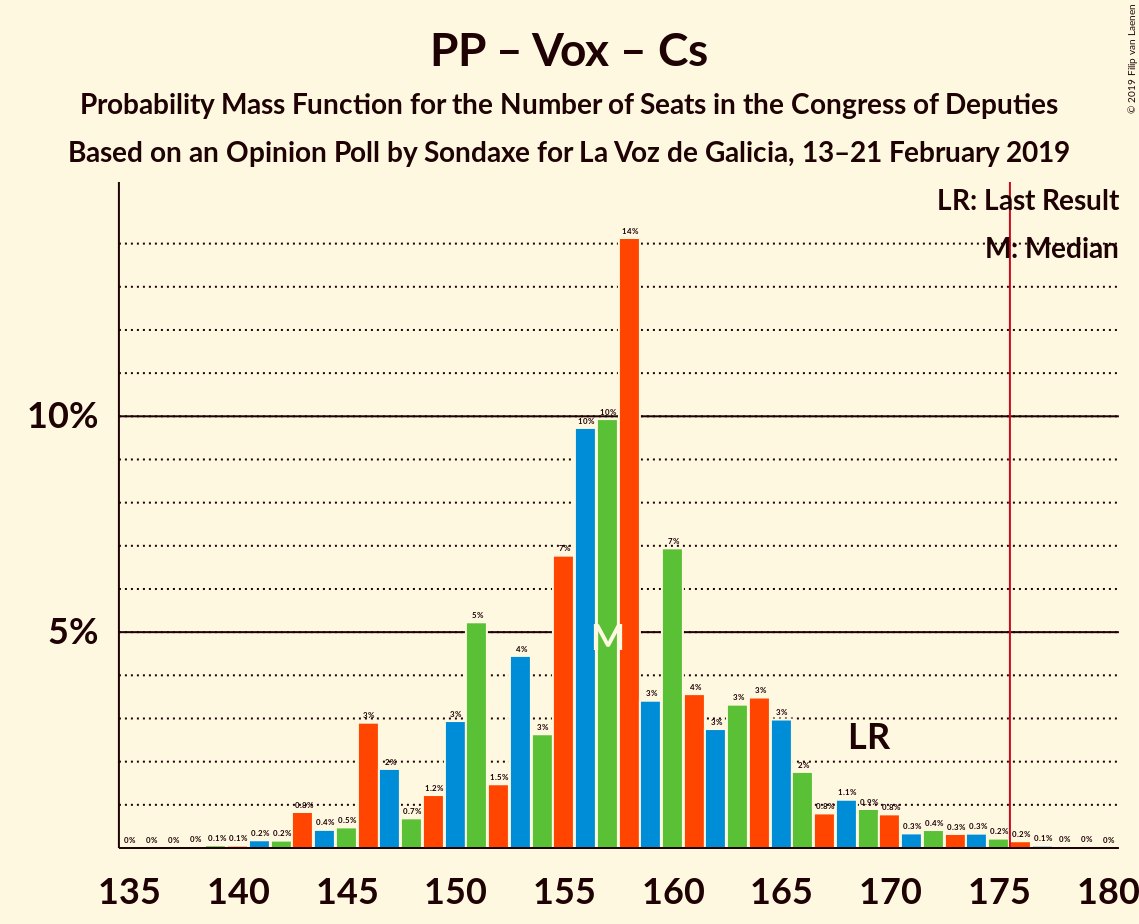 PP – Vox – Cs
Probability Mass Function for the Number of Seats in the Congress of Deputies
Based on an Opinion Poll by Sondaxe for La Voz de Galicia, 13–21 February 2019
© 2019 Filip van Laenen
LR: Last Result
M: Median
10%
5%
0% 0% 0% 0% 0.1% 0.1% 0.2% 0.2% 0.8% 0.4% 0.5% 3% 2% 0.7% 1.2% 3% 5% 1.5% 4% 3% 7% 10% 10% 14% 3% 7% 4% 3% 3% 3% 3% 2% 0.8% 1.1% 0.9% 0.8% 0.3% 0.4% 0.3% 0.3% 0.2% 0.2% 0.1% 0% 0% 0%
M
LR
135 140 145 150 155 160 165 170 175 180